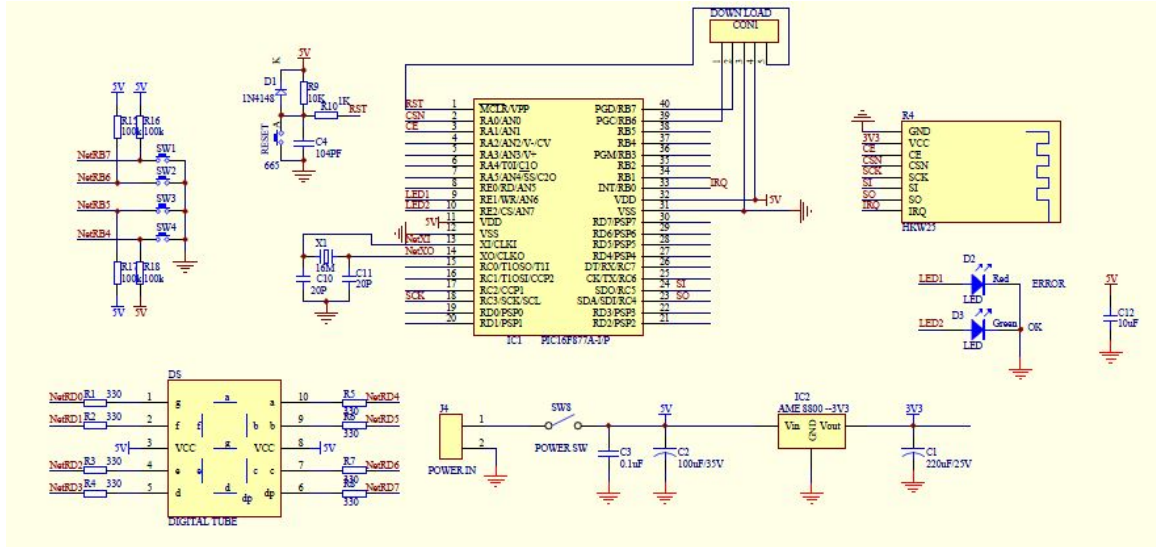 DOWN LOAD
CON1
1 2 3 4 5
5V 5V
R15 R16
100k 100k
NetRB7 SW1
NetRB6 SW2
NetRB5 SW3
NetRB4 SW4
R17 R18
100k 100k
5V 5V
5V
K
D1
1N4148
R9
10K
1K
R10 RST
A
RESET
665
C4
104PF
X1
16M
C10
20P
C11
20P
RST 1 MCLR/VPP
CSN 2 RA0/AN0
CE 3 RA1/AN1
4 RA2/AN2/V-/CV
5 RA3/AN3/V+
6 RA4/T0I/C1O
7 RA5/AN4/SS/C2O
8 RE0/RD/AN5
LED1 9 RE1/WR/AN6
LED2 10 RE2/CS/AN7
5V 11 VDD
12 VSS
NetXI 13 XI/CLKI
NetXO 14 XO/CLKO
15 RC0/T1OSO/T1I
16 RC1/T1OSI/CCP2
17 RC2/CCP1
SCK 18 RC3/SCK/SCL
19 RD0/PSP0
20 RD1/PSP1
PGD/RB7 40
PGC/RB6 39
RB5 38
RB4 37
PGM/RB3 36
RB2 35
RB1 34
INT/RB0 33 IRQ
VDD 32 5V
VSS 31
RD7/PSP7 30
RD6/PSP6 29
RD5/PSP5 28
RD4/PSP4 27
DT/RX/RC7 26
CK/TX/RC6 25
SDO/RC5 24 SI
SDA/SDI/RC4 23 SO
RD3/PSP3 22
RD2/PSP2 21
IC1 PIC16F877A-I/P
R4
GND
3V3 VCC
CE CE
CSN CSN
SCK SCK
SI SI
SO SO
IRQ IRQ
HKW25
D2
LED1 Red ERROR
LED
D3
LED2 Green OK
LED
5V
C12
10uF
DS
NetRD0 R1 330 1 g a a 10 R5 NetRD4
330
NetRD1 R2 330 2 f f b b 9 R6 NetRD5
330
5V 3 VCC g VCC 8 5V
NetRD2 R3 330 4 e e c c 7 R7 NetRD6
330
NetRD3 R4 330 5 d d dp dp 6 R8 NetRD7
330
DIGITAL TUBE
J4
1
2
POWER IN
SW8
POWER SW
C3
0.1uF
5V
C2
100uF/35V
IC2
AME 8800 --3V3
Vin GND Vout
3V3
C1
220uF/25V